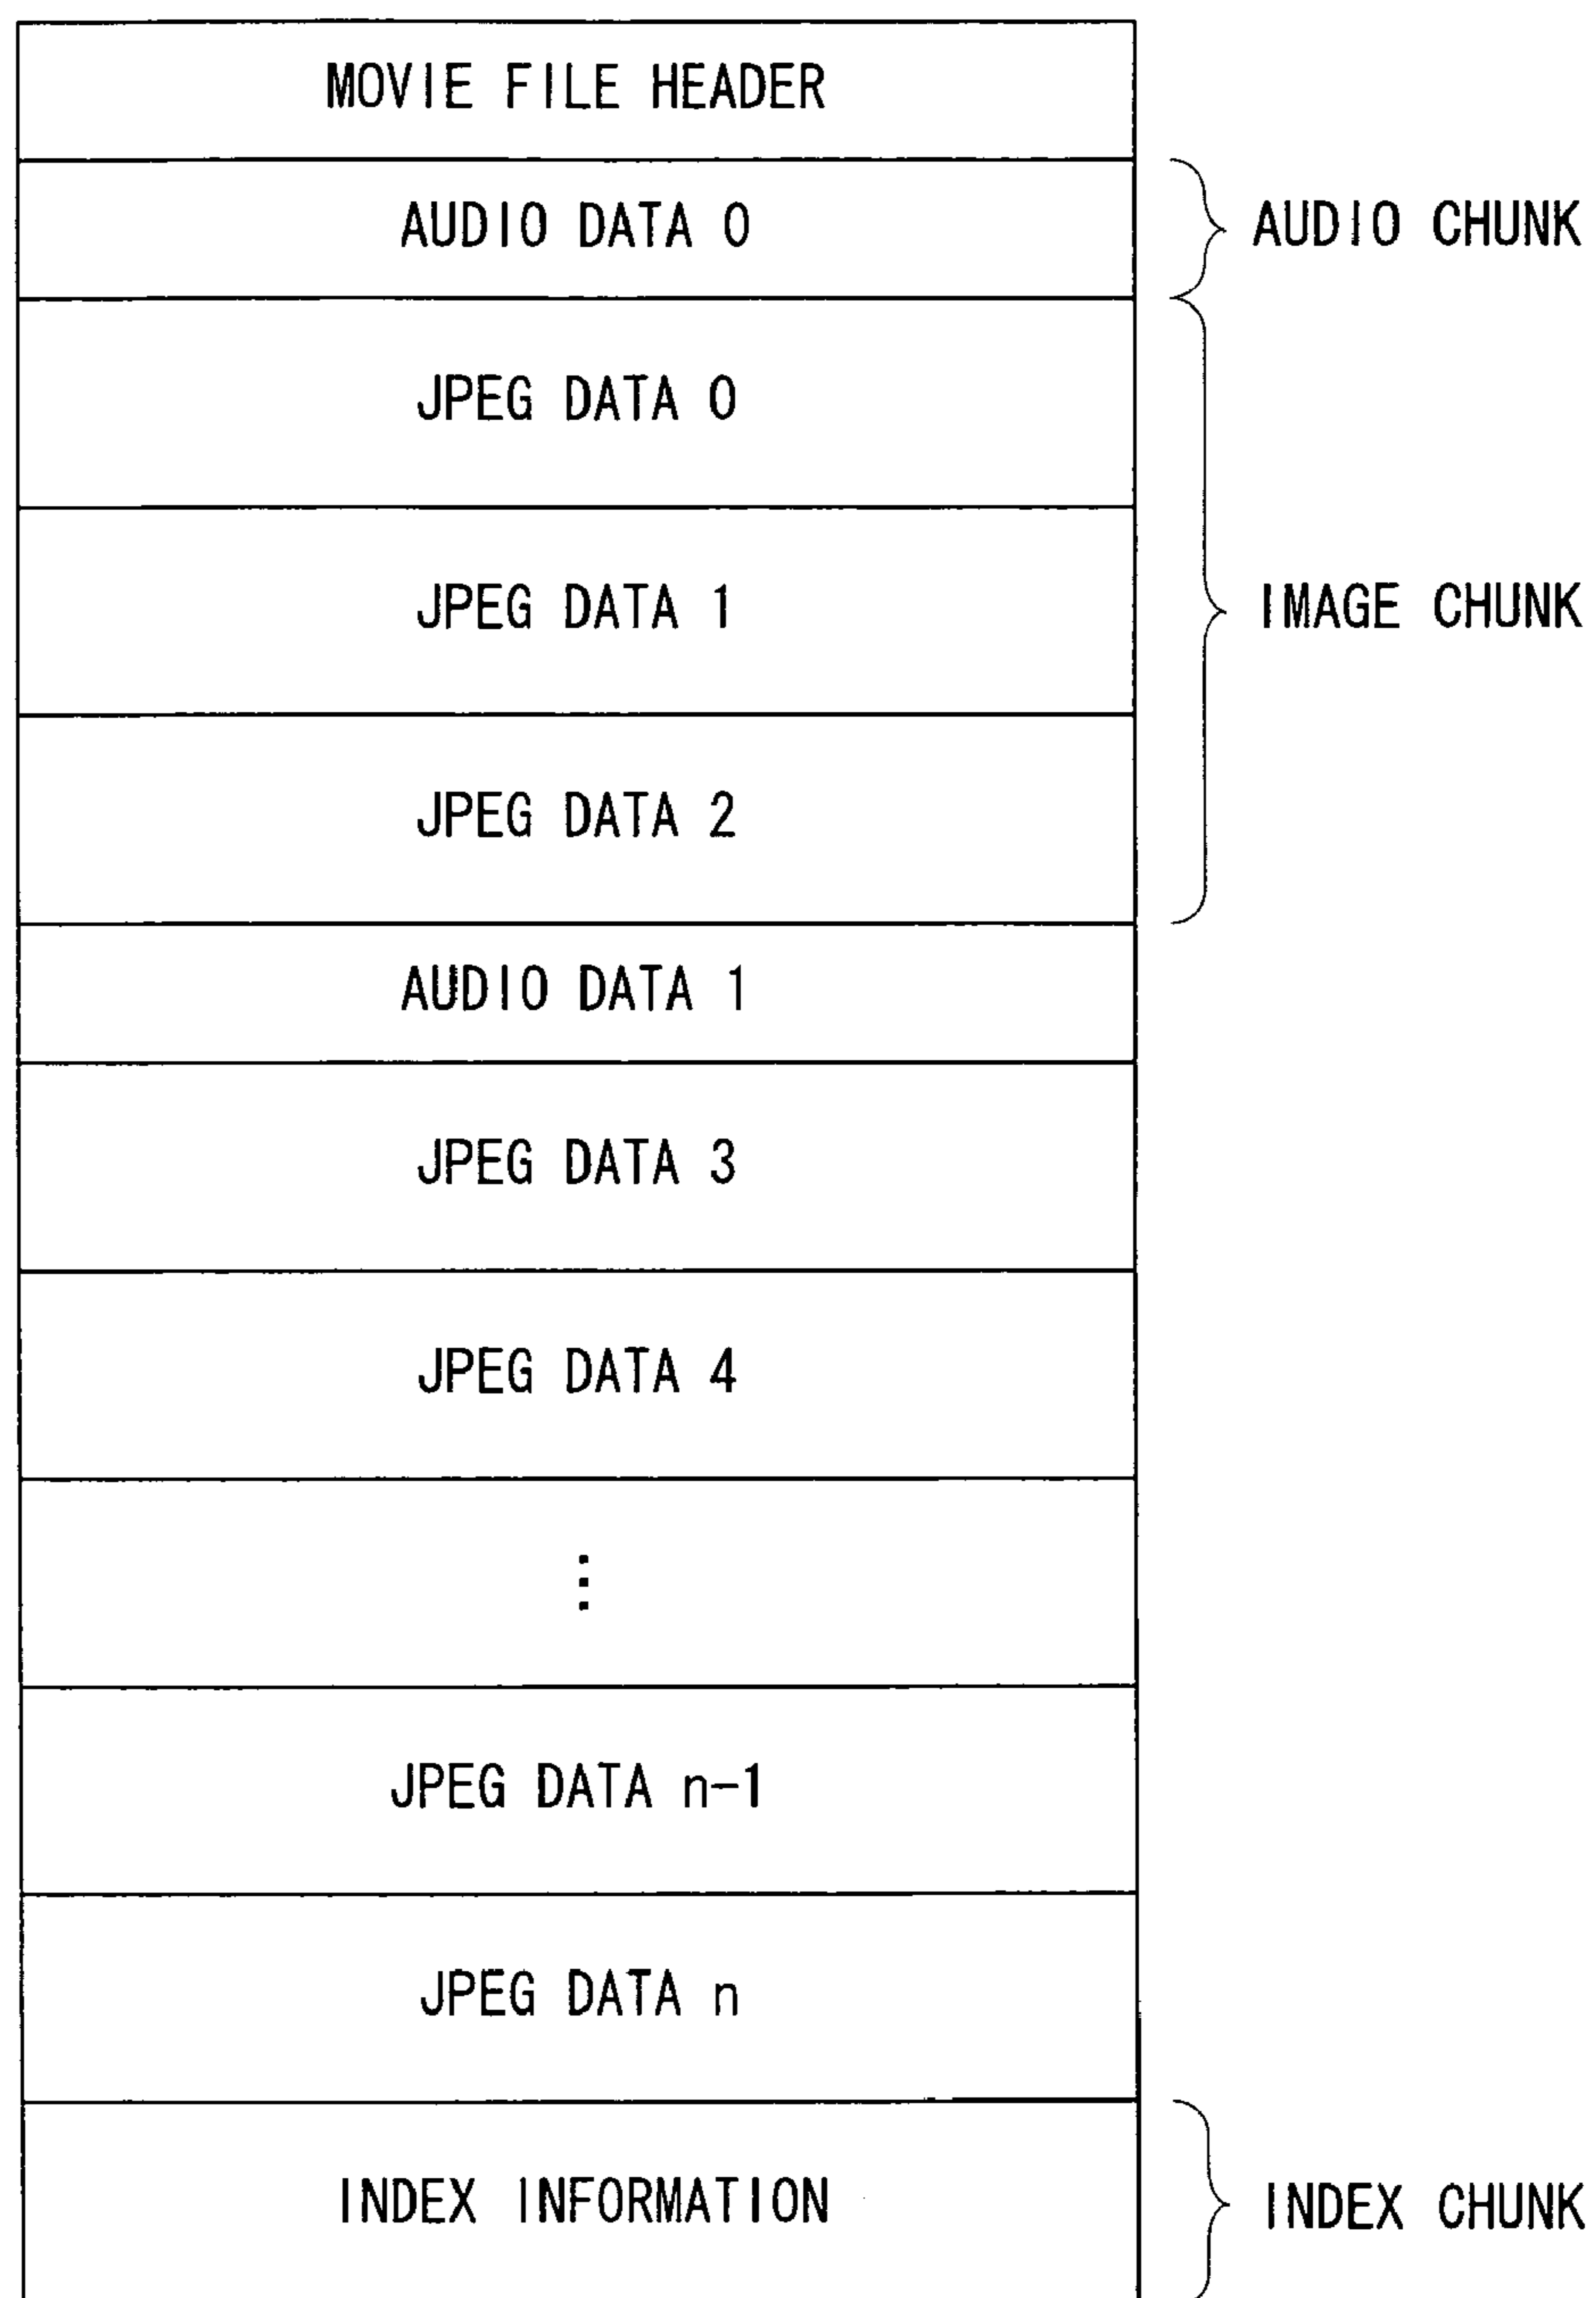 MOVIE FILE HEADER
AUDIO DATA 0
AUDIO CHUNK
JPEG DATA 0
JPEG DATA 1
IMAGE CHUNK
JPEG DATA 2
AUDIO DATA 1
JPEG DATA 3
JPEG DATA 4
⋮
JPEG DATA n-1
JPEG DATA n
INDEX INFORMATION
INDEX CHUNK